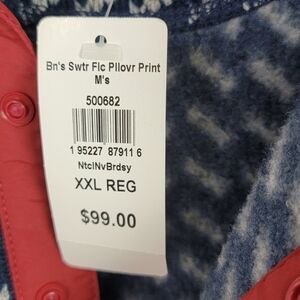 Bn's Swtr Flc Pllovr Print
M's
500682
1 95227 87911 6
NtclNvBrdsy
XXL REG
$99.00